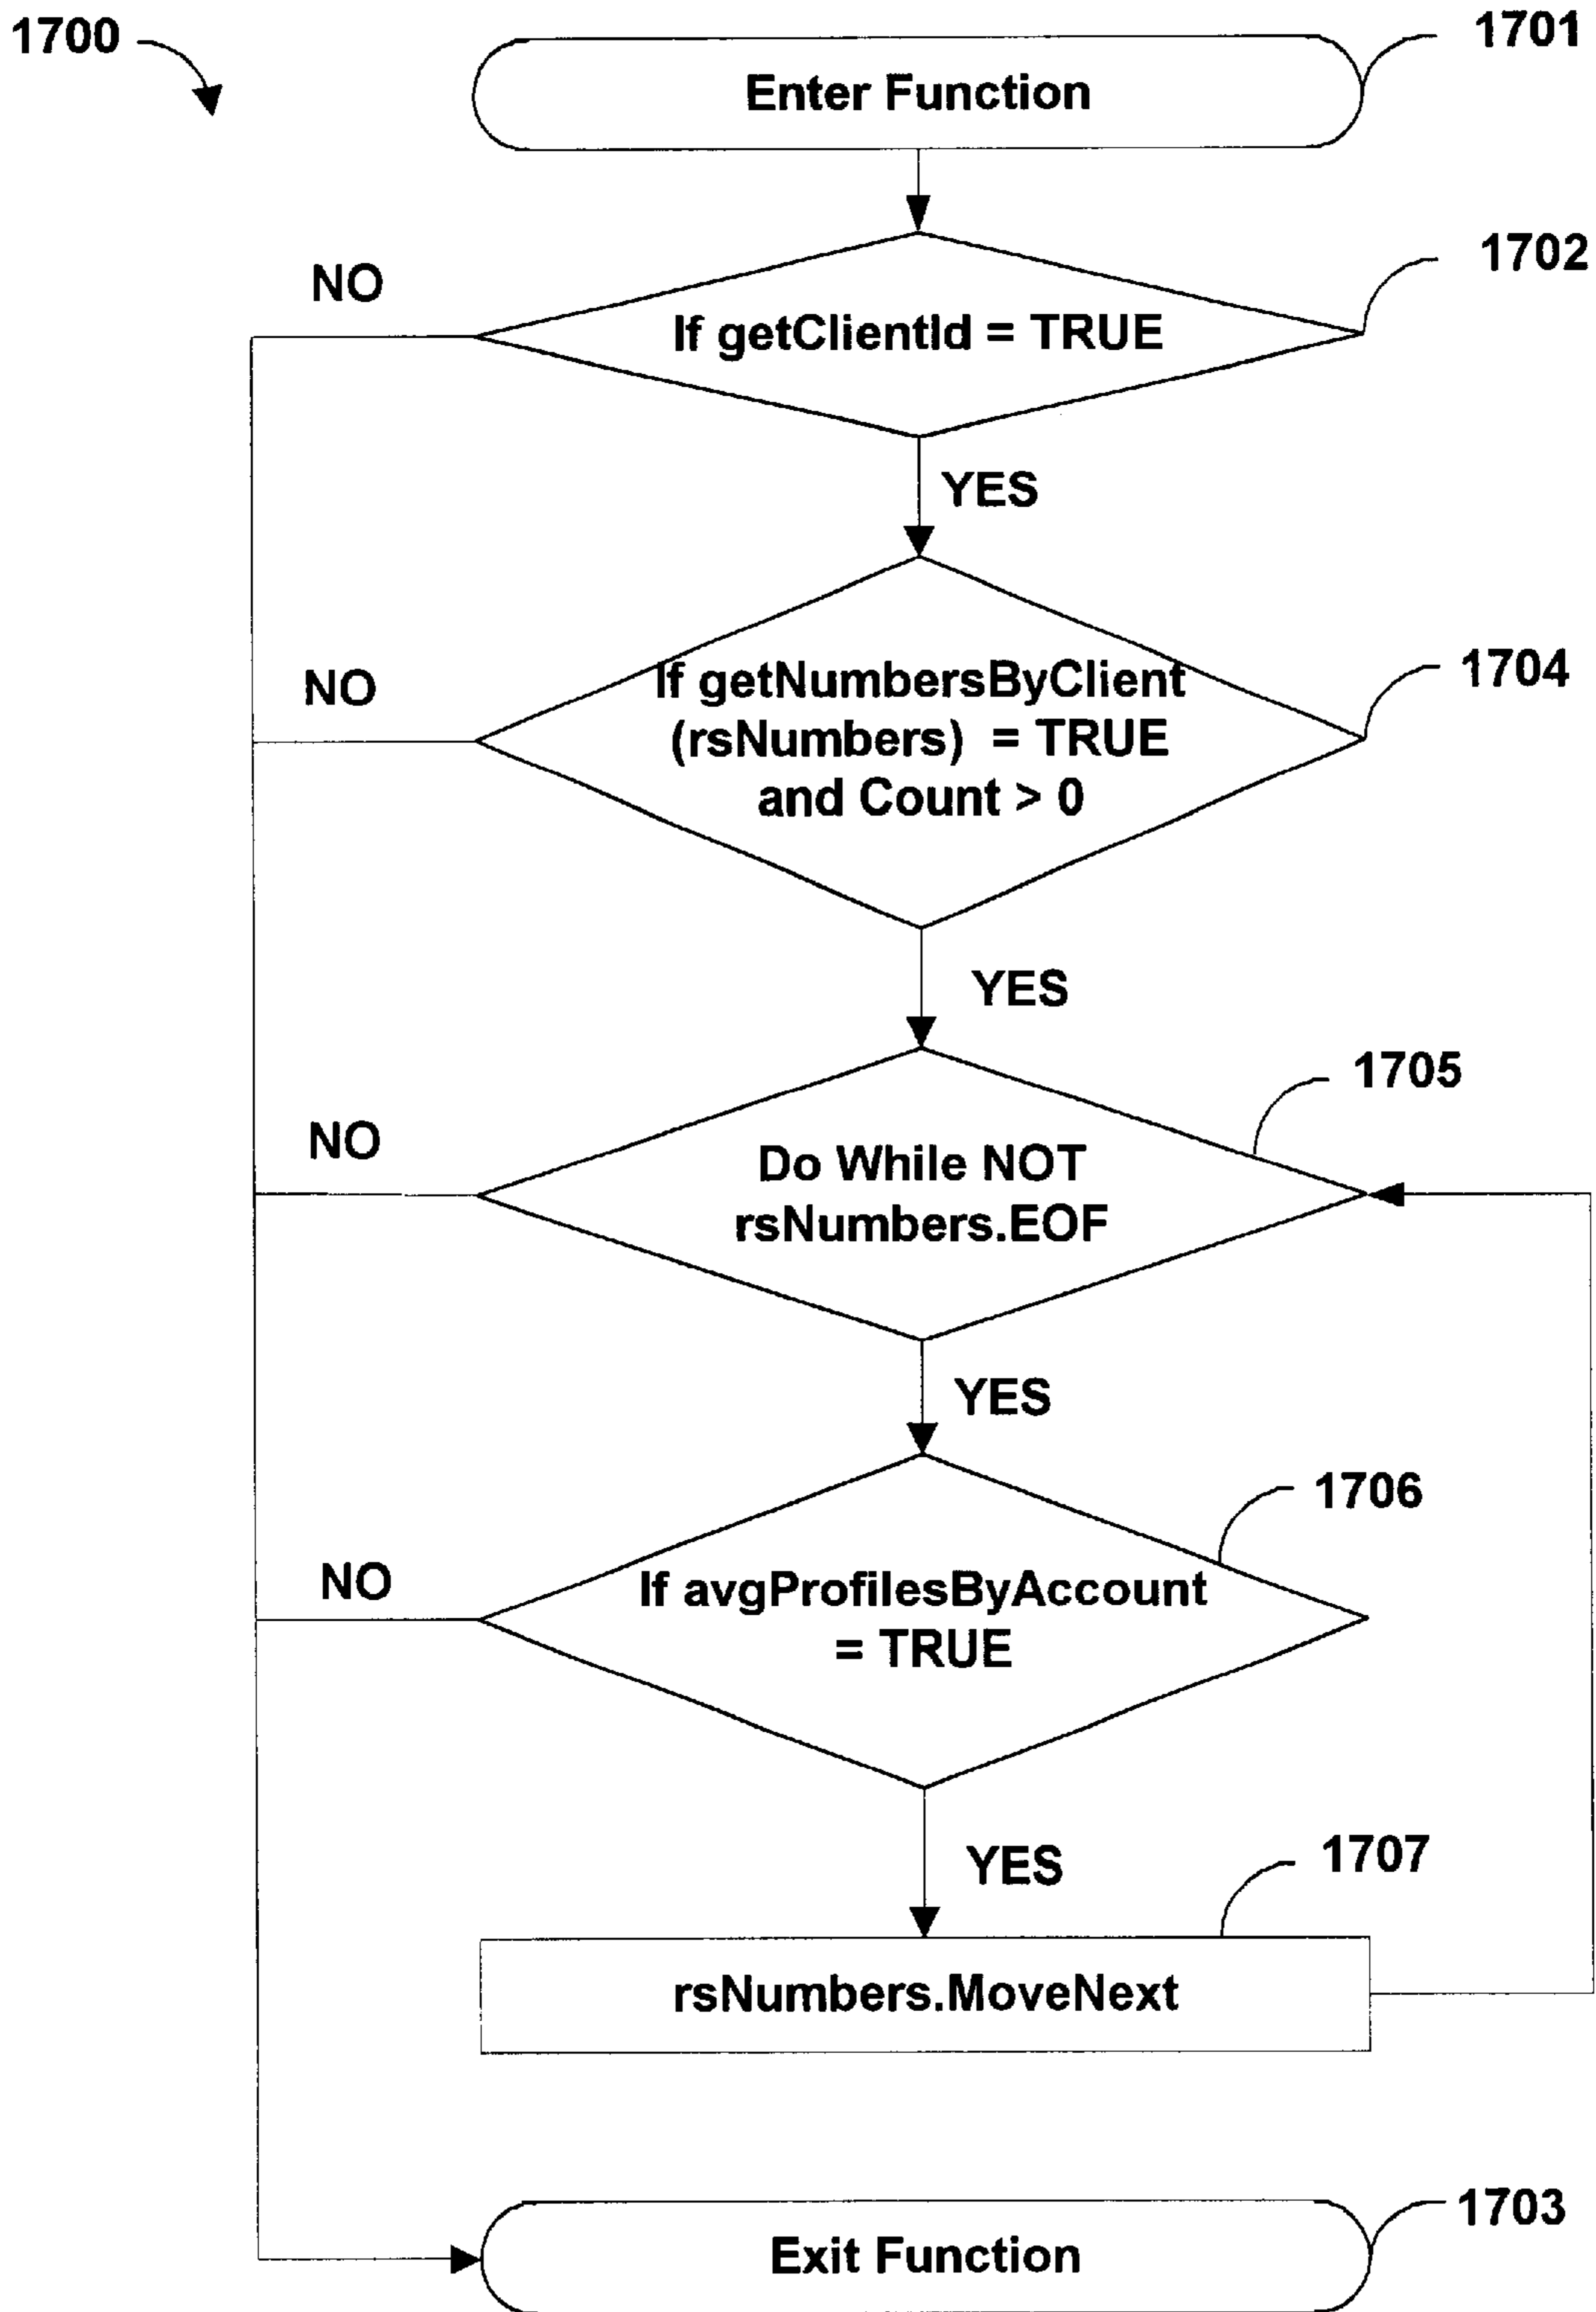 1700
1701
Enter Function
1702
NO
If getClientId = TRUE
YES
1704
NO
If getNumbersByClient
(rsNumbers) = TRUE
and Count > 0
YES
1705
NO
Do While NOT
rsNumbers.EOF
YES
1706
NO
If avgProfilesByAccount
= TRUE
YES
1707
rsNumbers.MoveNext
1703
Exit Function